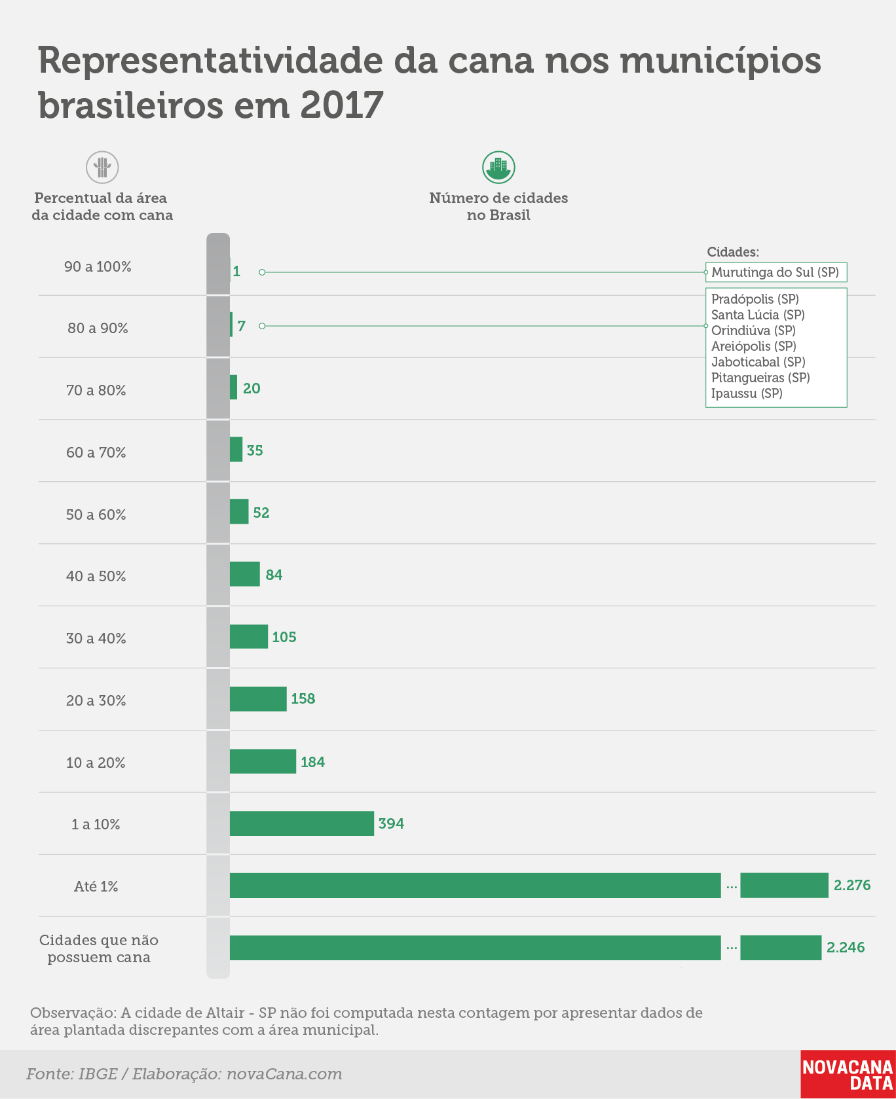 Representatividade da cana nos municípios
brasileiros em 2017
Percentual da área
da cidade com cana
Número de cidades
no Brasil
90 a 100%
1
Cidades:
Murutinga do Sul (SP)
80 a 90%
7
Pradópolis (SP)
Santa Lúcia (SP)
Orindiúva (SP)
Areiópolis (SP)
Jaboticabal (SP)
Pitangueiras (SP)
Ipaussu (SP)
70 a 80%
20
60 a 70%
35
50 a 60%
52
40 a 50%
84
30 a 40%
105
20 a 30%
158
10 a 20%
184
1 a 10%
394
Até 1%
...
2.276
Cidades que não
possuem cana
...
2.246
Observação: A cidade de Altair - SP não foi computada nesta contagem por apresentar dados de
área plantada discrepantes com a área municipal.
Fonte: IBGE / Elaboração: novaCana.com
NOVACANA
DATA